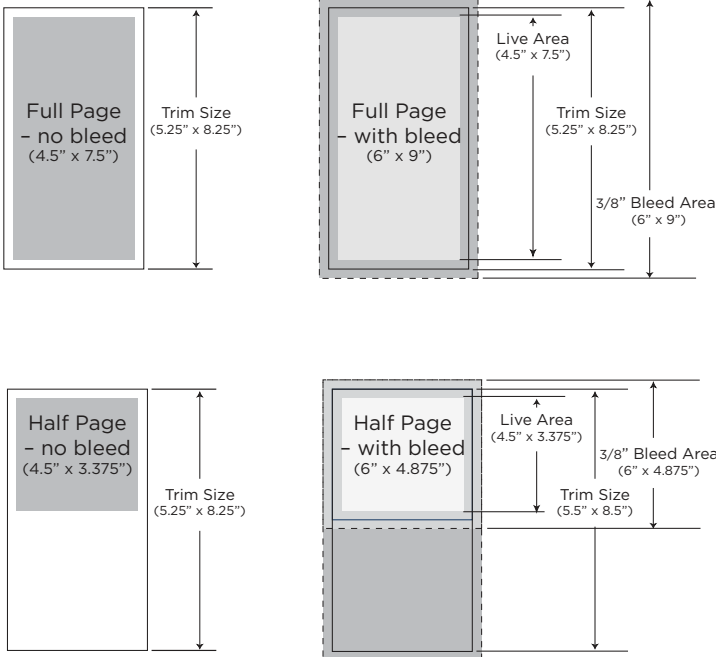 Full Page
– no bleed
(4.5” x 7.5”)
Trim Size
(5.25” x 8.25”)
Full Page
– with bleed
(6” x 9”)
Live Area
(4.5” x 7.5”)
Trim Size
(5.25” x 8.25”)
3/8” Bleed Area
(6” x 9”)
Half Page
– no bleed
(4.5” x 3.375”)
Trim Size
(5.25” x 8.25”)
Half Page
– with bleed
(6” x 4.875”)
Live Area
(4.5” x 3.375”)
3/8” Bleed Area
(6” x 4.875”)
Trim Size
(5.5” x 8.5”)